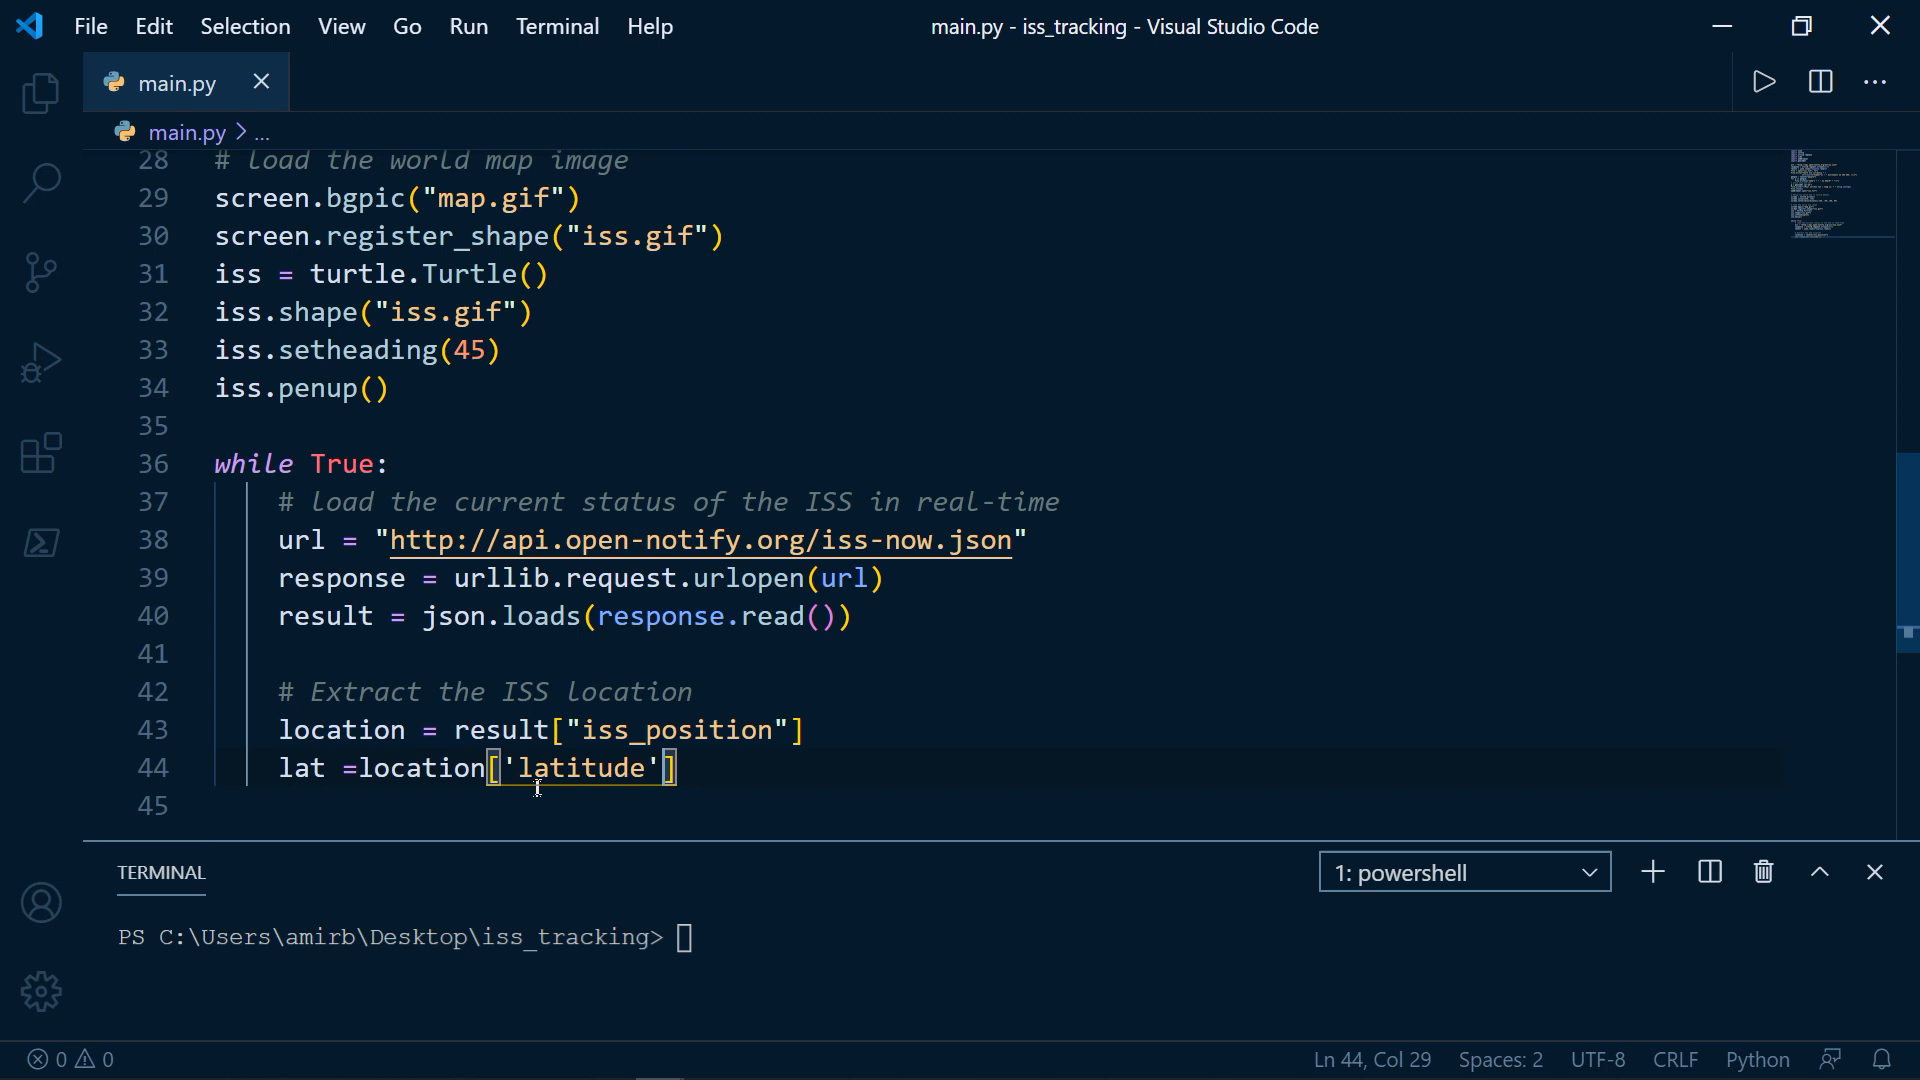 File Edit Selection View Go Run Terminal Help main.py - iss_tracking - Visual Studio Code
main.py
main.py > ...
28 # load the world map image
29 screen.bgpic("map.gif")
30 screen.register_shape("iss.gif")
31 iss = turtle.Turtle()
32 iss.shape("iss.gif")
33 iss.setheading(45)
34 iss.penup()
35
36 while True:
37 # load the current status of the ISS in real-time
38 url = "http://api.open-notify.org/iss-now.json"
39 response = urllib.request.urlopen(url)
40 result = json.loads(response.read())
41
42 # Extract the ISS location
43 location = result["iss_position"]
44 lat =location['latitude']
45
TERMINAL 1: powershell
PS C:\Users\amirb\Desktop\iss_tracking>
0 0 Ln 44, Col 29 Spaces: 2 UTF-8 CRLF Python